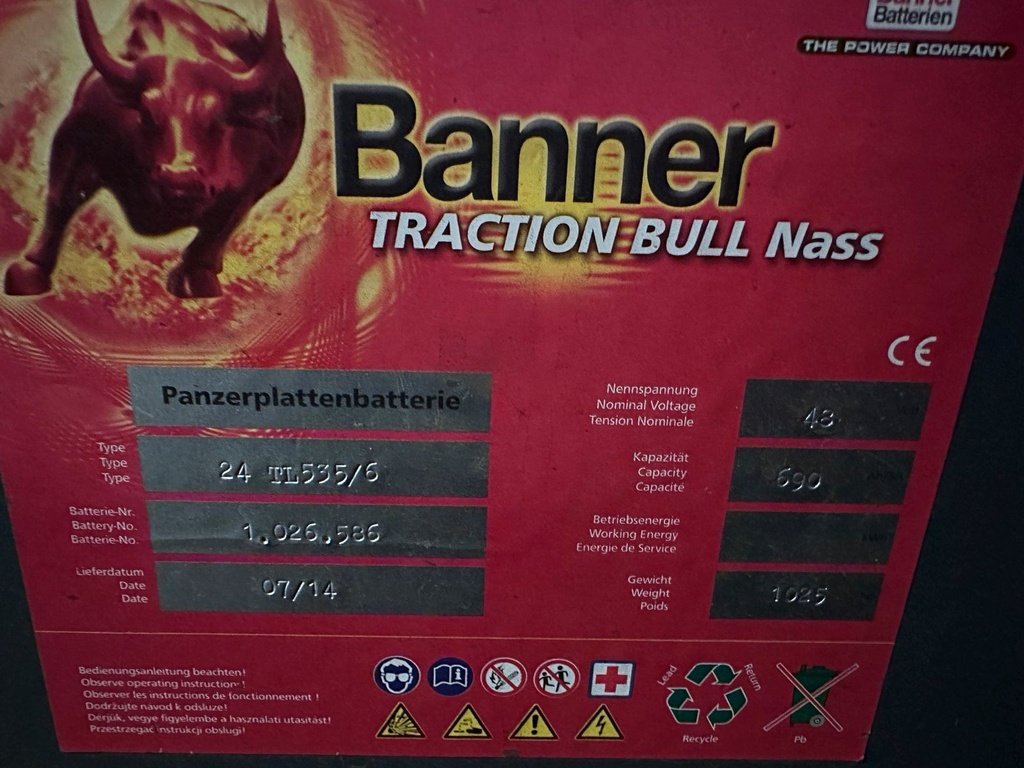 Banner
Batterien
THE POWER COMPANY
Banner
TRACTION BULL Nass
CE
Panzerplattenbatterie
Type
Type
Type
24 TL535/6
Batterie-Nr.
Battery-No.
Batterie-No.
1.026.586
Lieferdatum
Date
Date
07/14
Nennspannung
Nominal Voltage
Tension Nominale
48
Kapazität
Capacity
Capacité
690
Betriebsenergie
Working Energy
Energie de Service
Gewicht
Weight
Poids
1025
Bedienungsanleitung beachten!
Observe operating instruction!
Observer les instructions de fonctionnement !
Dodržujte návod k odsluze!
Derjük, vegye figyelembe a használati utasítást!
Przestrzegać instrukcji obsługi!
Lead
Return
Recycle
Pb